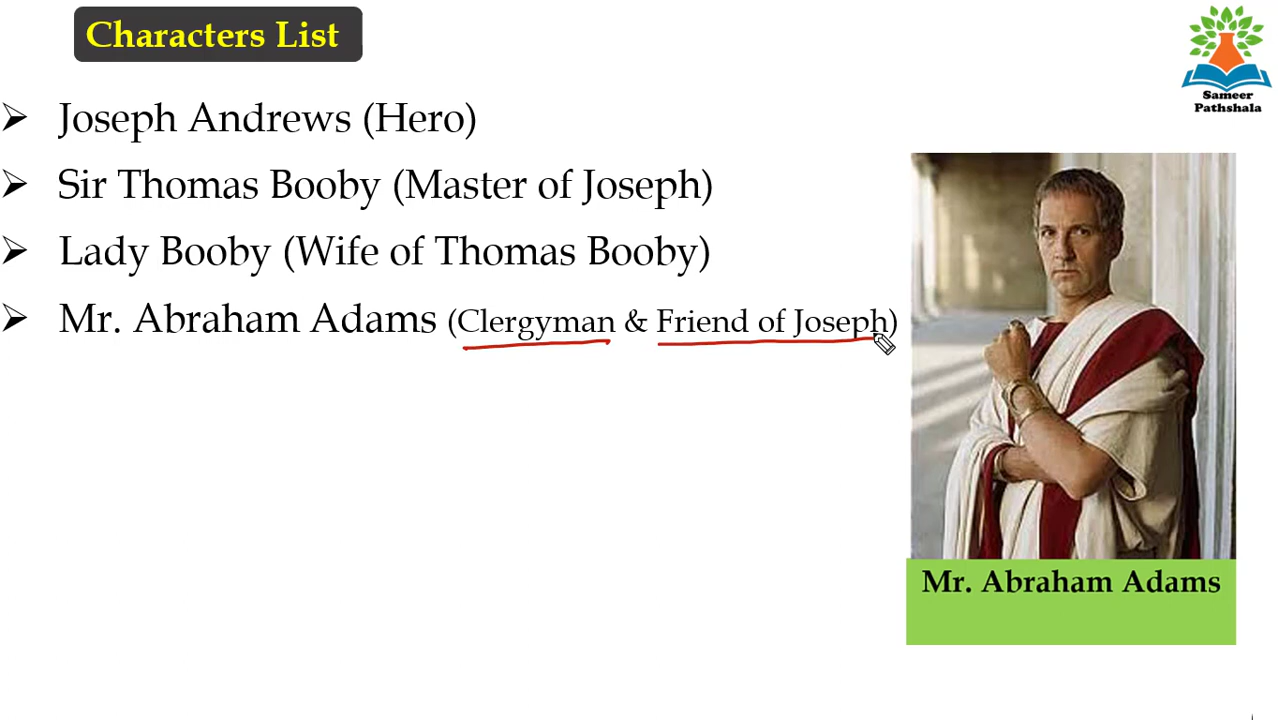 Characters List
Sameer
Pathshala
➢ Joseph Andrews (Hero)
➢ Sir Thomas Booby (Master of Joseph)
➢ Lady Booby (Wife of Thomas Booby)
➢ Mr. Abraham Adams (Clergyman & Friend of Joseph)
Mr. Abraham Adams